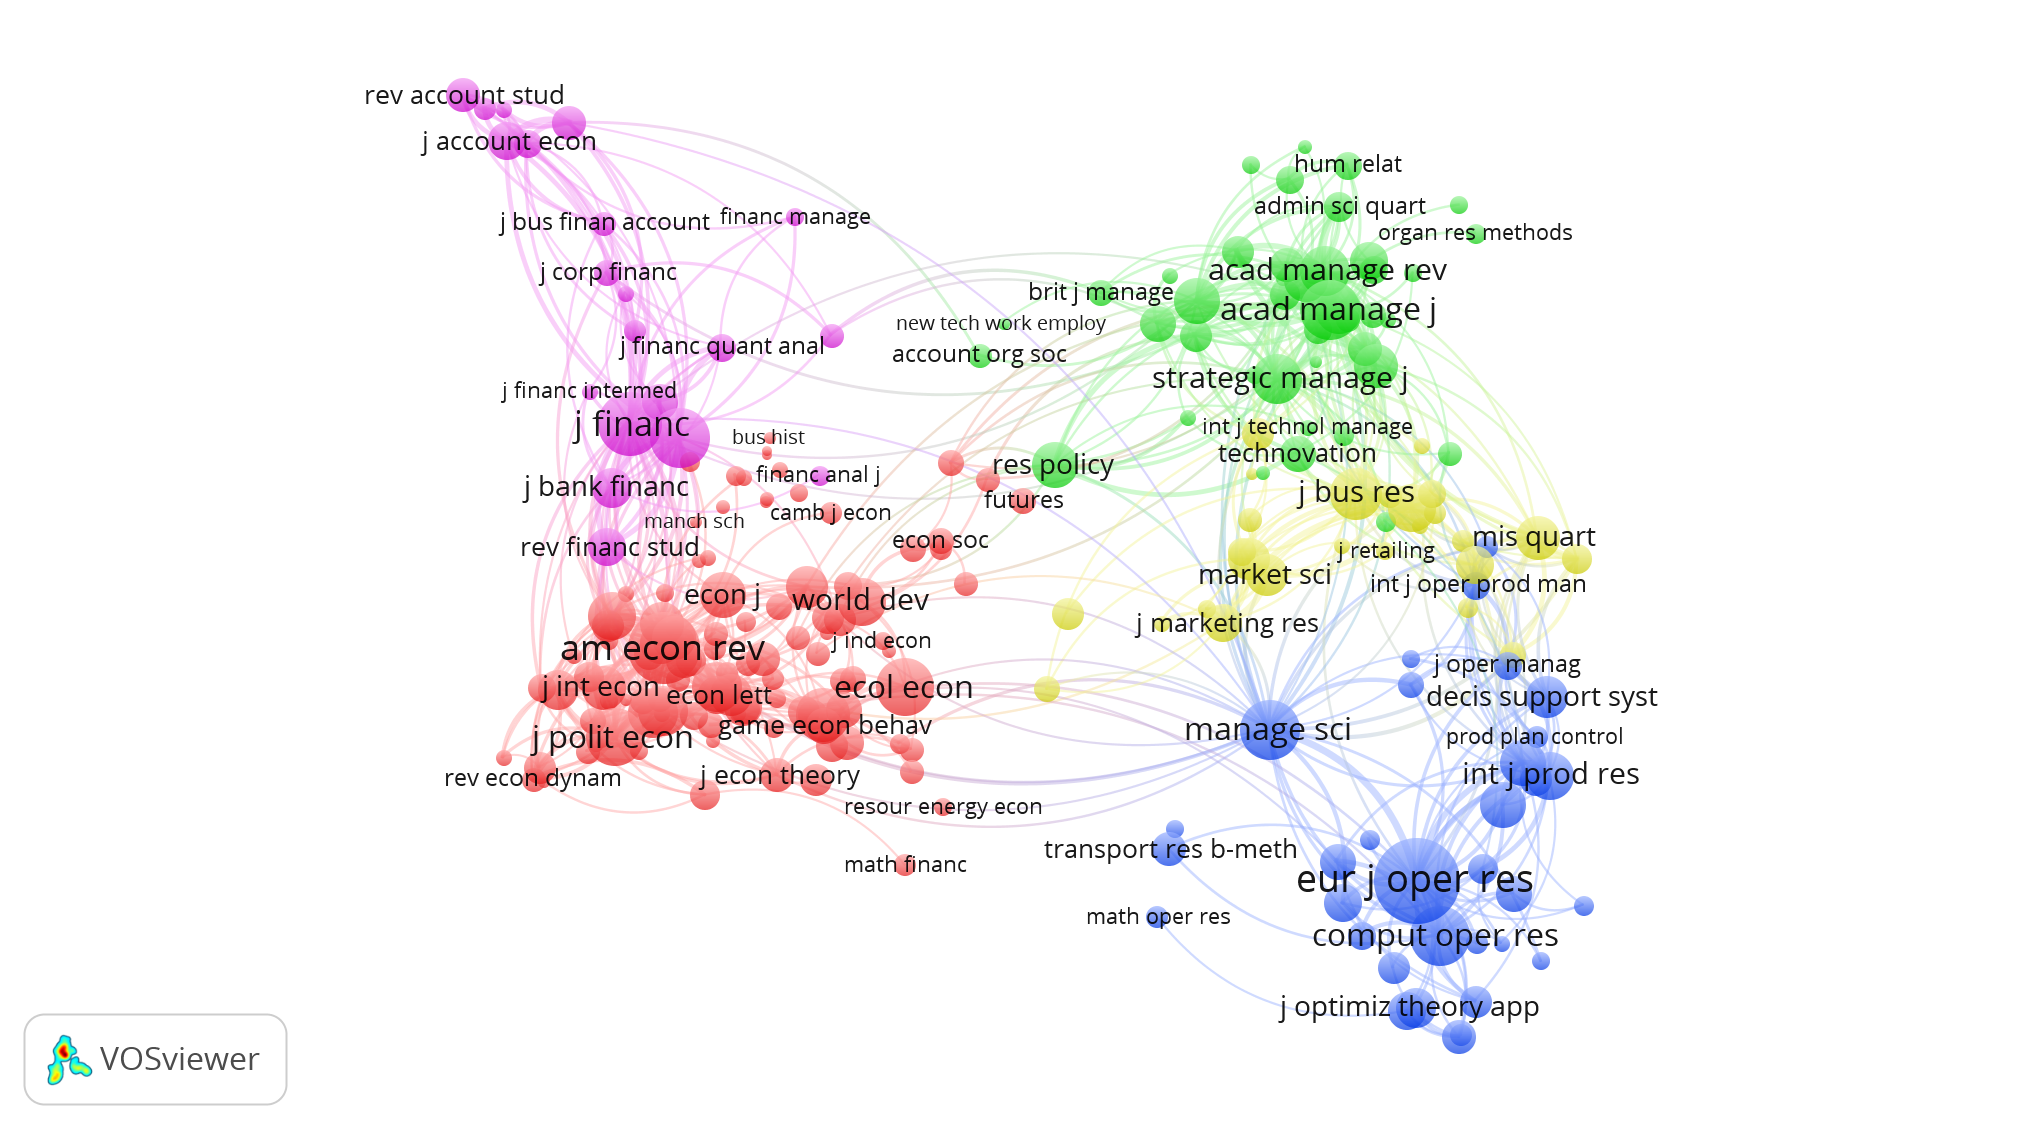 rev account stud
j account econ
hum relat
admin sci quart
j bus finan account
financ manage
organ res methods
j corp financ
acad manage rev
brit j manage
acad manage j
new tech work employ
j financ quant anal
account org soc
strategic manage j
j financ intermed
j financ
int j technol manage
bus hist
technovation
res policy
financ anal j
j bank financ
j bus res
futures
camb j econ
manch sch
mis quart
econ soc
rev financ stud
j retailing
market sci
int j oper prod man
econ j
world dev
j marketing res
j ind econ
am econ rev
j oper manag
j int econ
econ lett
ecol econ
decis support syst
game econ behav
manage sci
j polit econ
prod plan control
rev econ dynam
j econ theory
int j prod res
resour energy econ
transport res b-meth
math financ
eur j oper res
math oper res
comput oper res
j optimiz theory app
VOSviewer